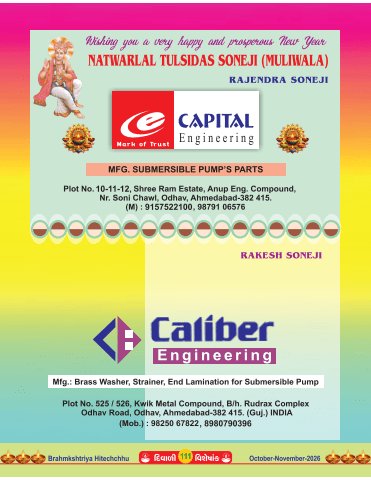 Wishing you a very happy and prosperous New Year
NATWARLAL TULSIDAS SONEJI (MULIWALA)
RAJENDRA SONEJI
ce
Mark of Trust
CAPITAL
Engineering
MFG. SUBMERSIBLE PUMP'S PARTS
Plot No. 10-11-12, Shree Ram Estate, Anup Eng. Compound,
Nr. Soni Chawl, Odhav, Ahmedabad-382 415.
(M) : 9157522100, 98791 06576
RAKESH SONEJI
Caliber
Engineering
Mfg.: Brass Washer, Strainer, End Lamination for Submersible Pump
Plot No. 525 / 526, Kwik Metal Compound, B/h. Rudrax Complex
Odhav Road, Odhav, Ahmedabad-382 415. (Guj.) INDIA
(Mob.) : 98250 67822, 8980790396
Brahmkshtriya Hitechchhu દિવાળી 111 વિશેષાંક October-November-2026